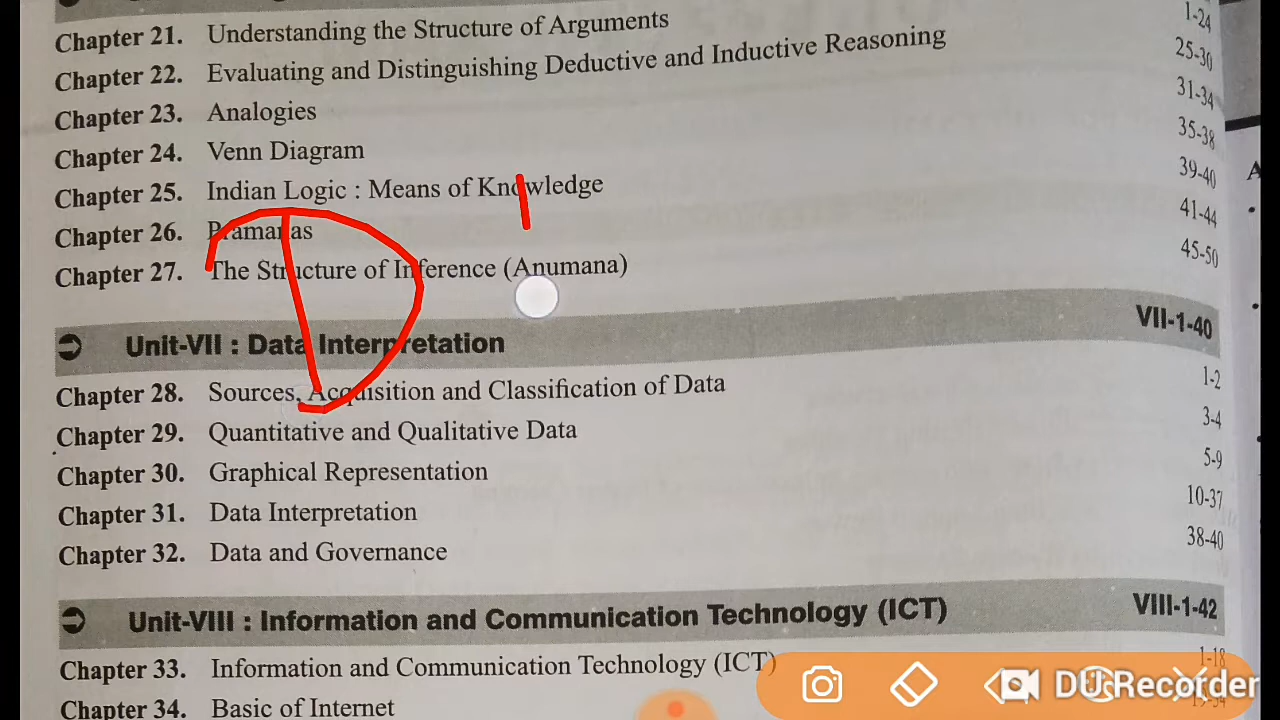 Chapter 21. Understanding the Structure of Arguments 1-24
Chapter 22. Evaluating and Distinguishing Deductive and Inductive Reasoning 25-30
Chapter 23. Analogies 31-34
Chapter 24. Venn Diagram 35-38
Chapter 25. Indian Logic : Means of Knowledge 39-40
Chapter 26. Pramanas 41-44
Chapter 27. The Structure of Inference (Anumana) 45-50
Unit-VII : Data Interpretation VII-1-40
Chapter 28. Sources, Acquisition and Classification of Data 1-2
Chapter 29. Quantitative and Qualitative Data 3-4
Chapter 30. Graphical Representation 5-9
Chapter 31. Data Interpretation 10-37
Chapter 32. Data and Governance 38-40
Unit-VIII : Information and Communication Technology (ICT) VIII-1-42
Chapter 33. Information and Communication Technology (ICT) 1-18
Chapter 34. Basic of Internet
DU Recorder